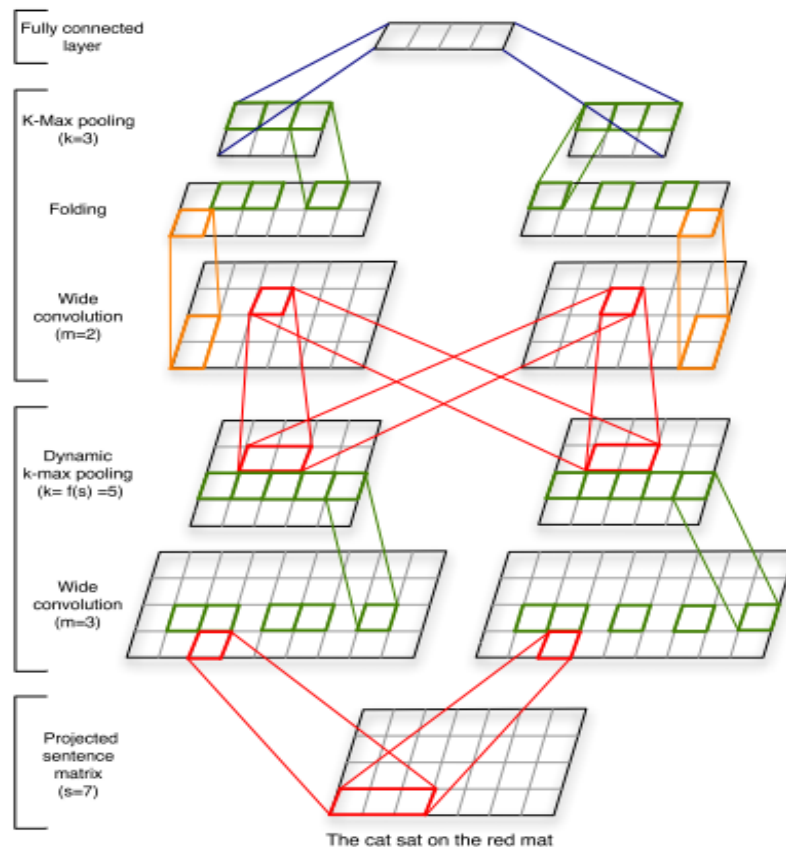 Fully connected
layer
K-Max pooling
(k=3)
Folding
Wide
convolution
(m=2)
Dynamic
k-max pooling
(k= f(s) =5)
Wide
convolution
(m=3)
Projected
sentence
matrix
(s=7)
The cat sat on the red mat